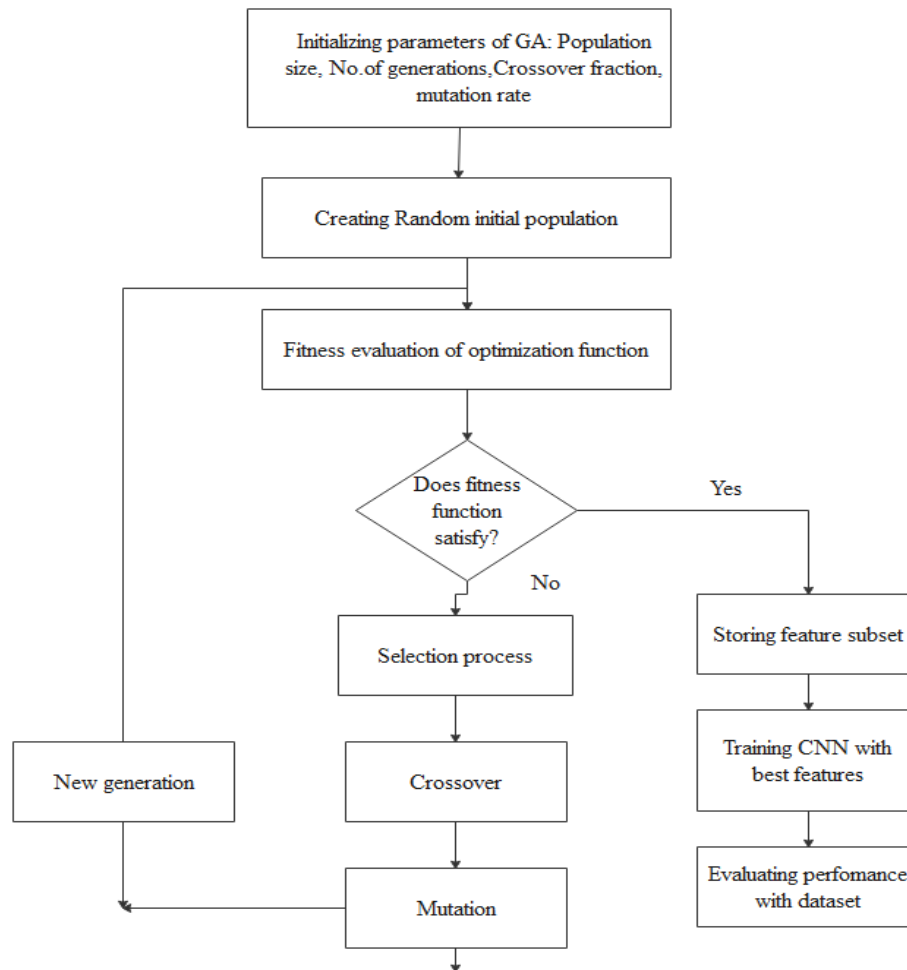 Initializing parameters of GA: Population
size, No.of generations,Crossover fraction,
mutation rate
Creating Random initial population
Fitness evaluation of optimization function
Does fitness
function
satisfy?
Yes
No
Selection process
Storing feature subset
New generation
Crossover
Training CNN with
best features
Mutation
Evaluating perfomance
with dataset